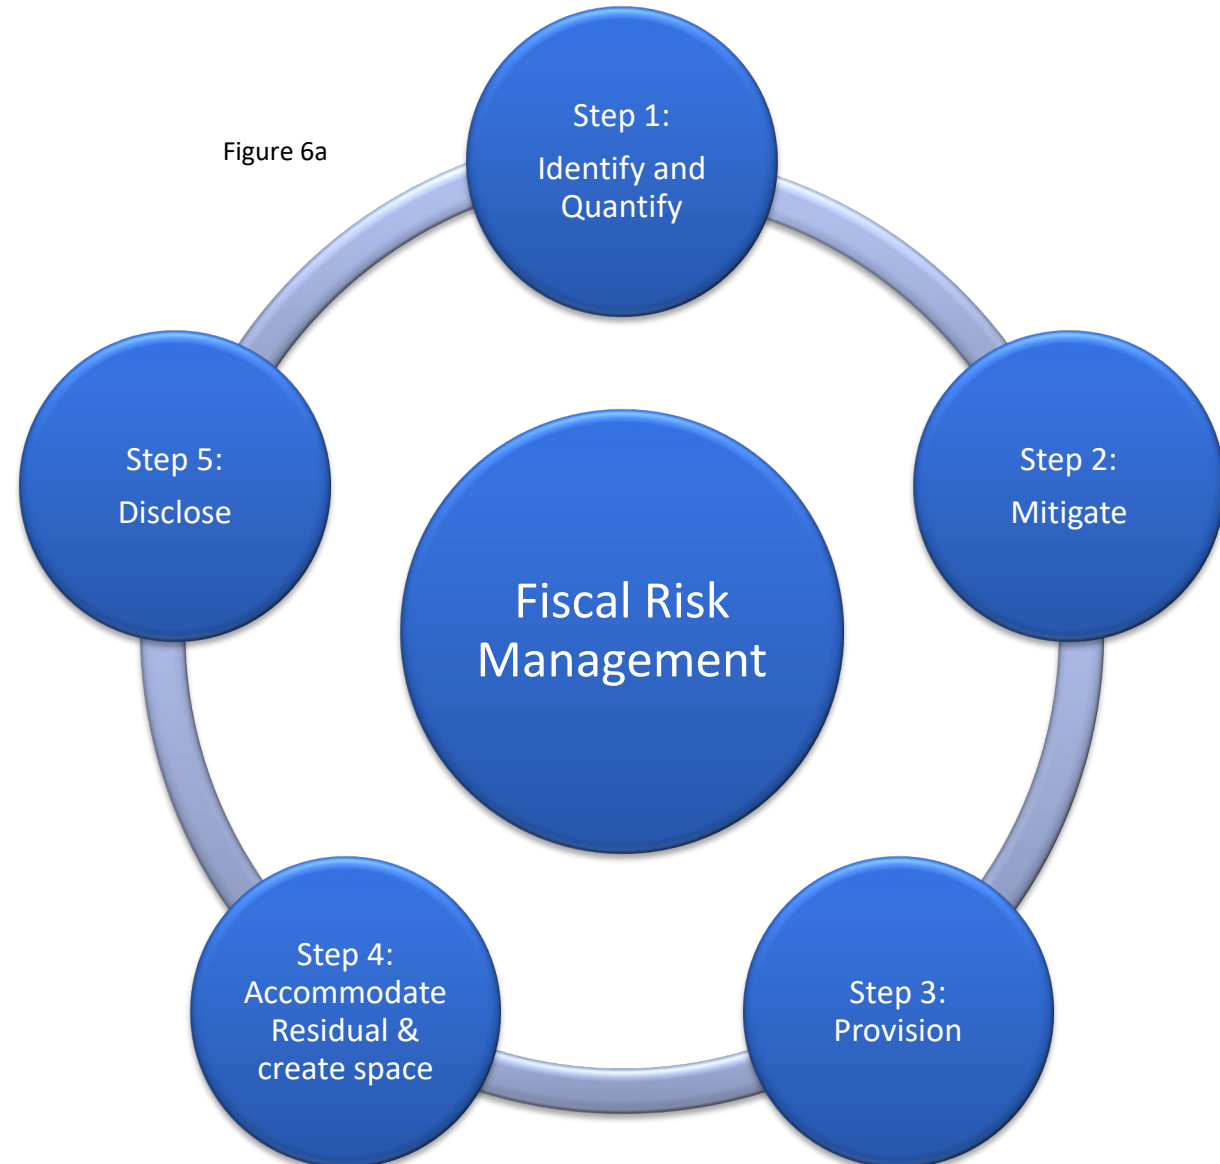 Figure 6a
Step 1:
Identify and
Quantify
Step 2:
Mitigate
Step 3:
Provision
Step 4:
Accommodate
Residual &
create space
Step 5:
Disclose
Fiscal Risk
Management